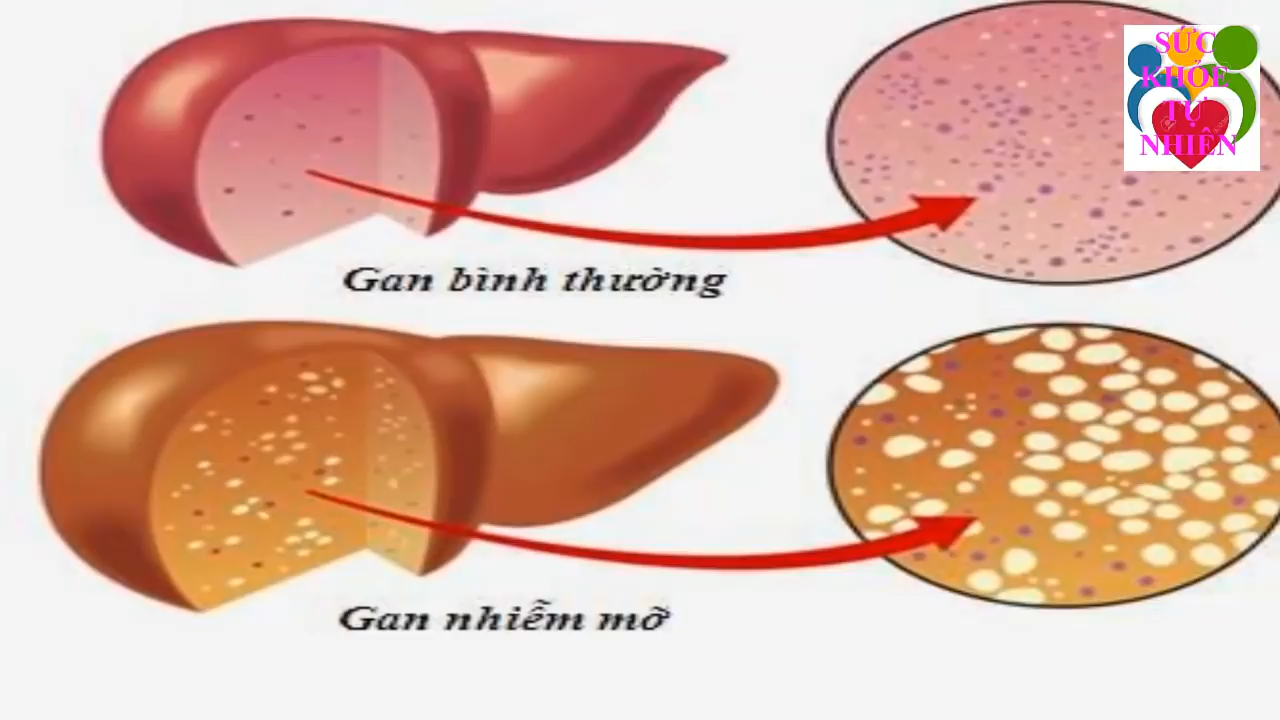 SỨC
KHỎE
TỰ
NHIÊN
Gan bình thường
Gan nhiễm mỡ